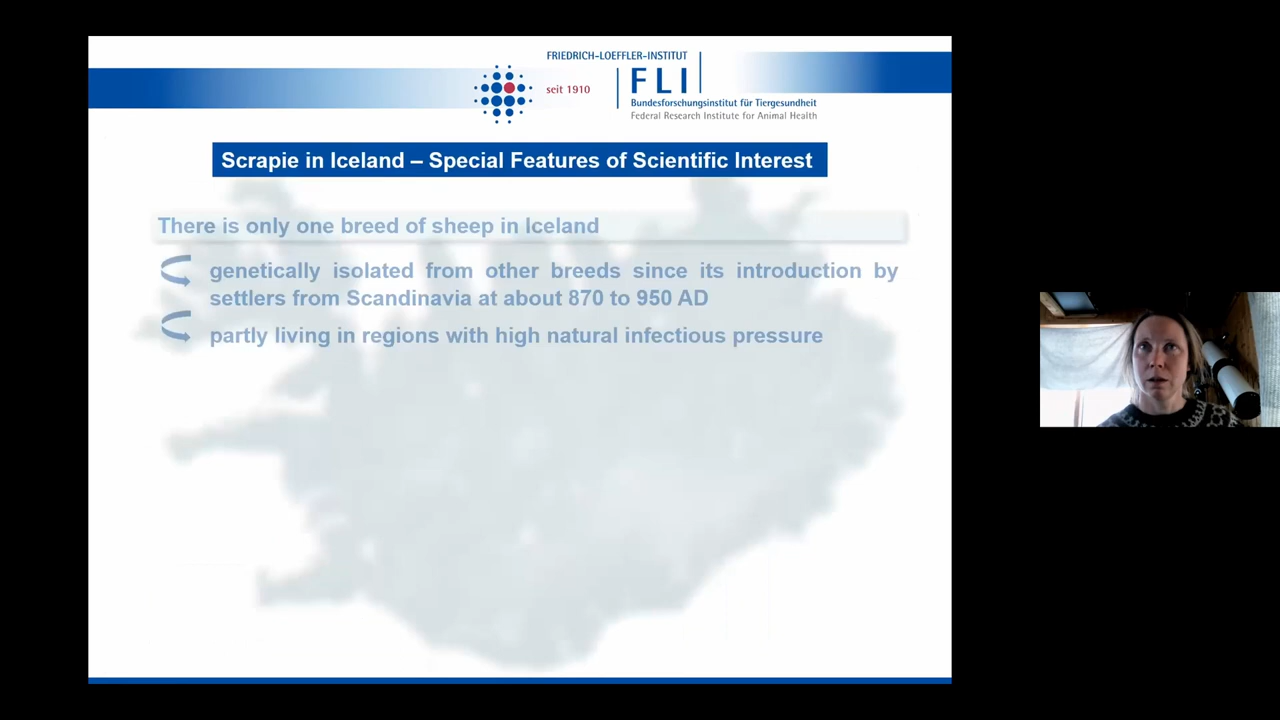 FRIEDRICH-LOEFFLER-INSTITUT
seit 1910
FLI
Bundesforschungsinstitut für Tiergesundheit
Federal Research Institute for Animal Health
Scrapie in Iceland – Special Features of Scientific Interest
There is only one breed of sheep in Iceland
genetically isolated from other breeds since its introduction by
settlers from Scandinavia at about 870 to 950 AD
partly living in regions with high natural infectious pressure